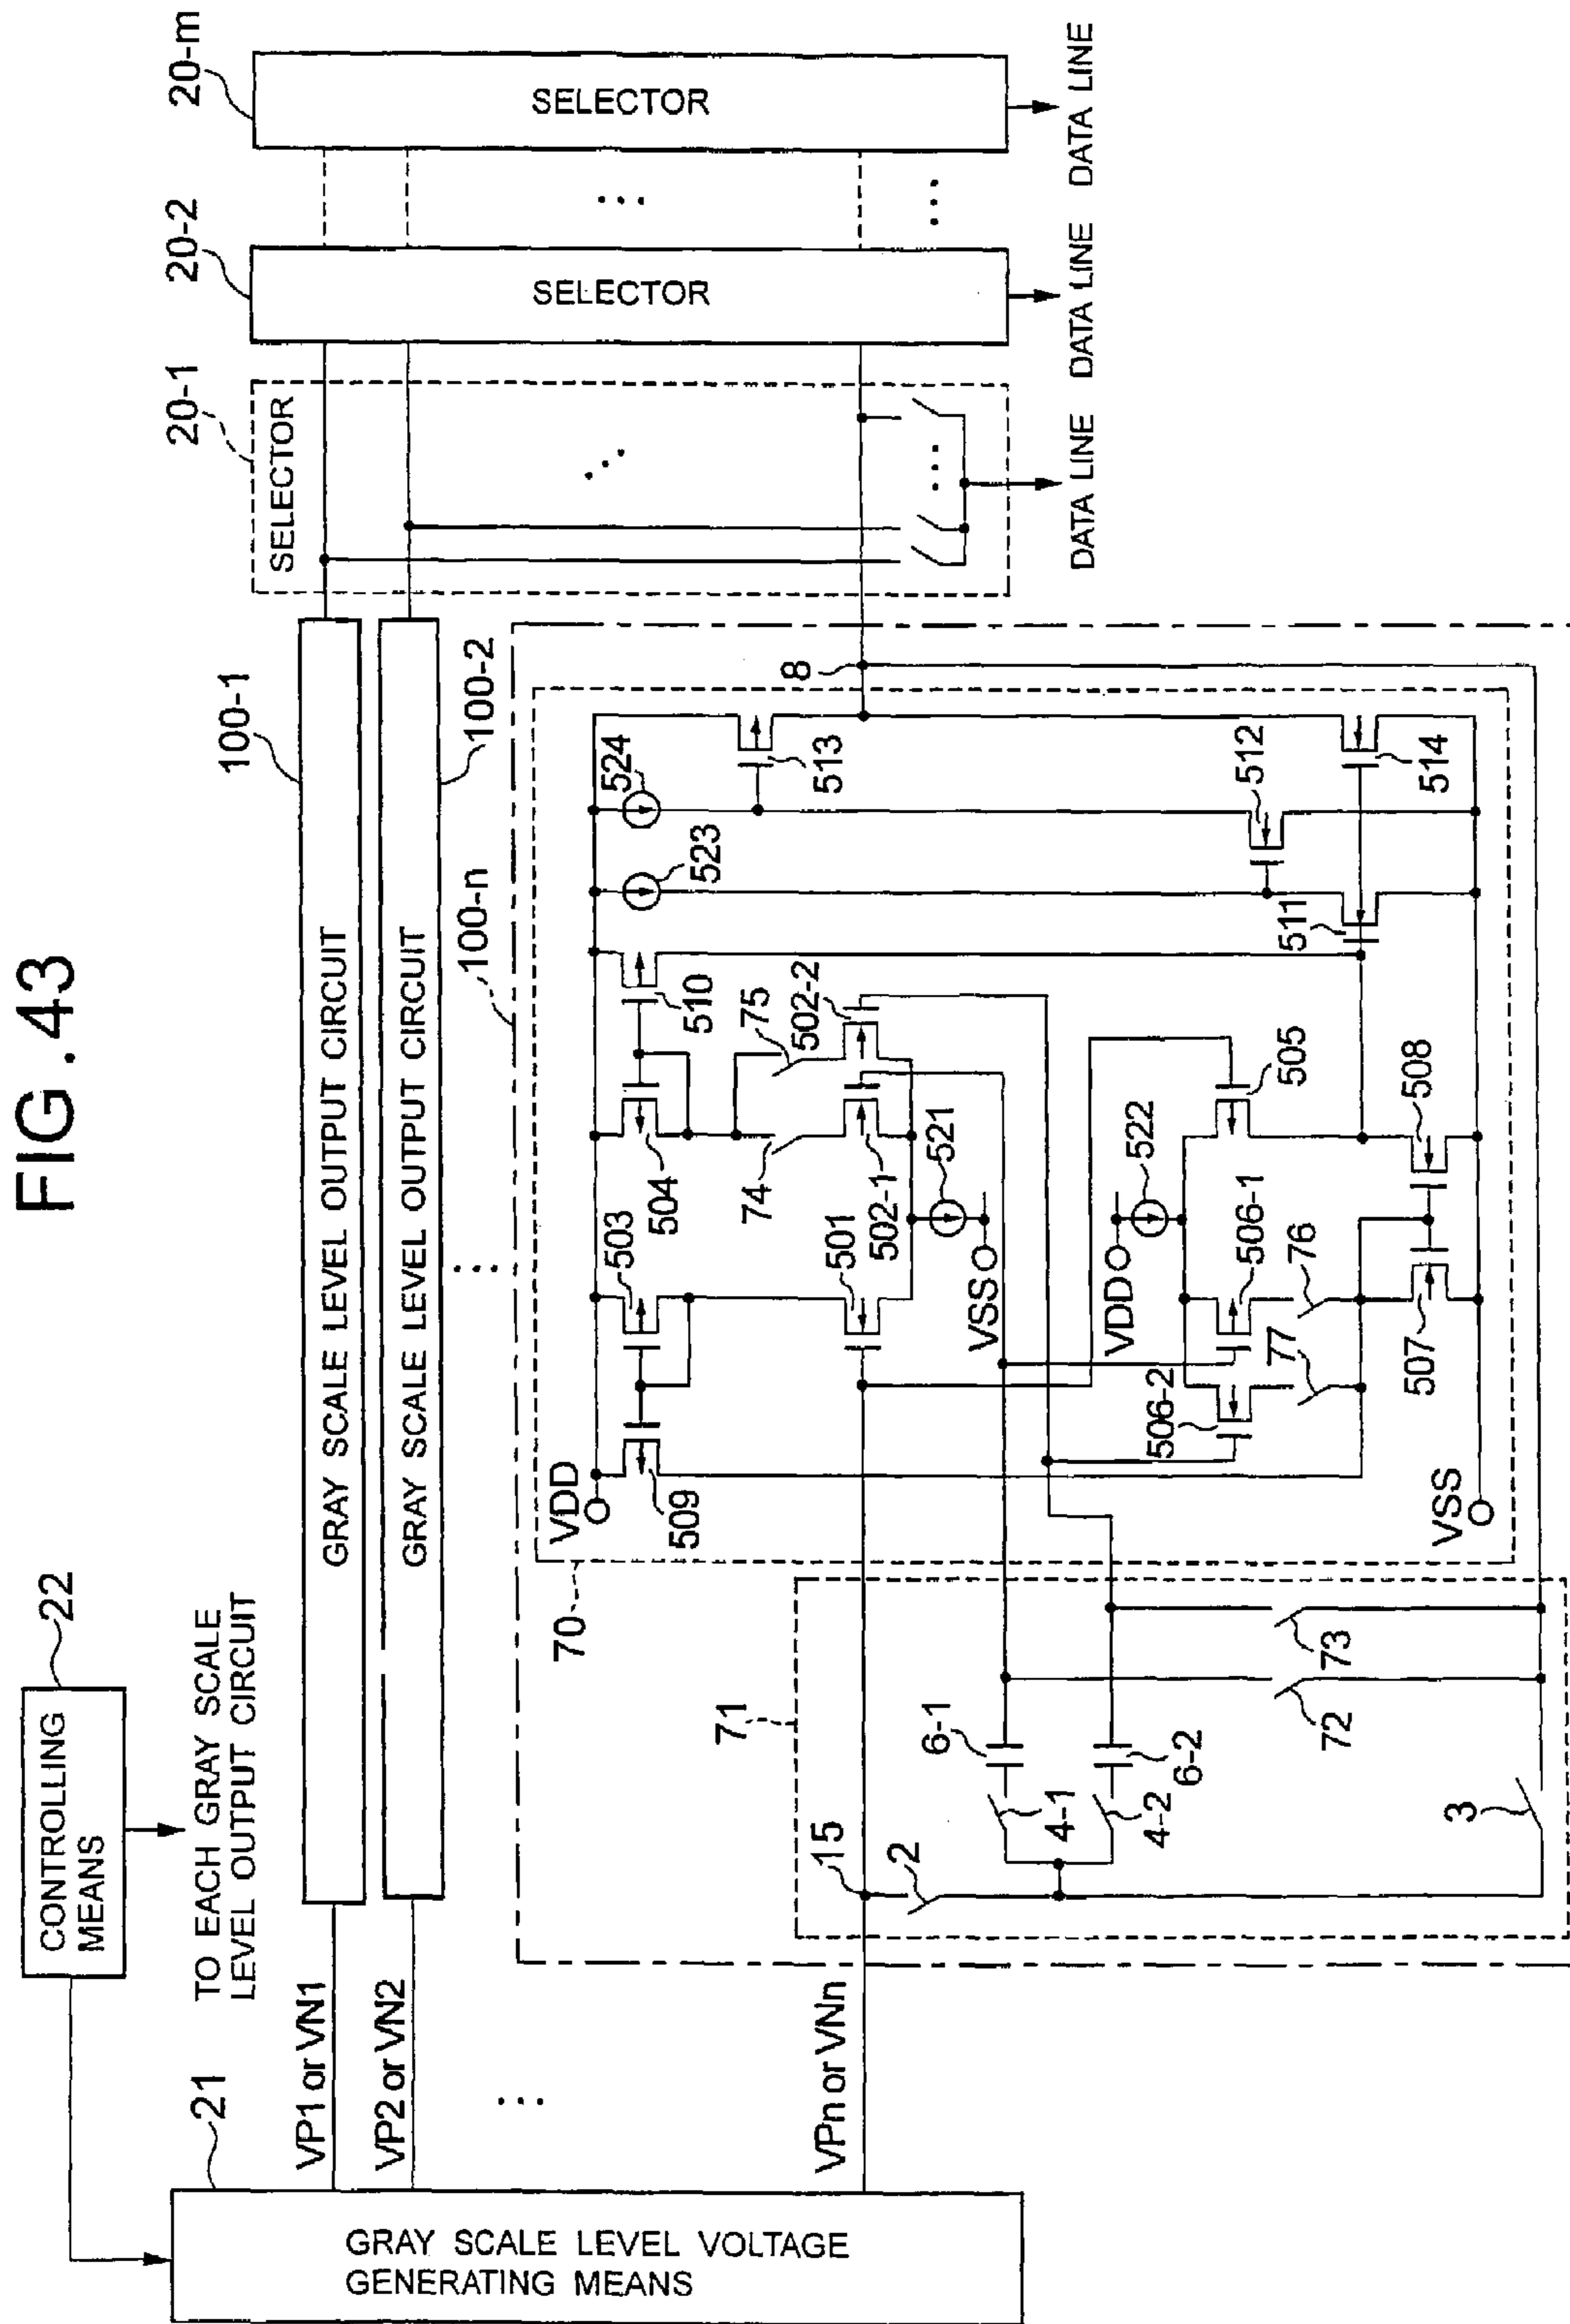 FIG.43
CONTROLLING
MEANS
22
TO EACH GRAY SCALE
LEVEL OUTPUT CIRCUIT
21
GRAY SCALE LEVEL VOLTAGE
GENERATING MEANS
VP1 or VN1
VP2 or VN2
...
VPn or VNn
GRAY SCALE LEVEL OUTPUT CIRCUIT
100-1
GRAY SCALE LEVEL OUTPUT CIRCUIT
100-2
...
100-n
SELECTOR
20-1
SELECTOR
20-2
SELECTOR
20-m
DATA LINE
DATA LINE
DATA LINE
71
15
2
4-1
4-2
6-1
6-2
72
73
3
70
VDD
509
503
504
510
523
524
513
74
75
501
502-1
502-2
521
VSS
VDD
522
505
506-1
506-2
76
77
507
508
511
512
514
VSS
8